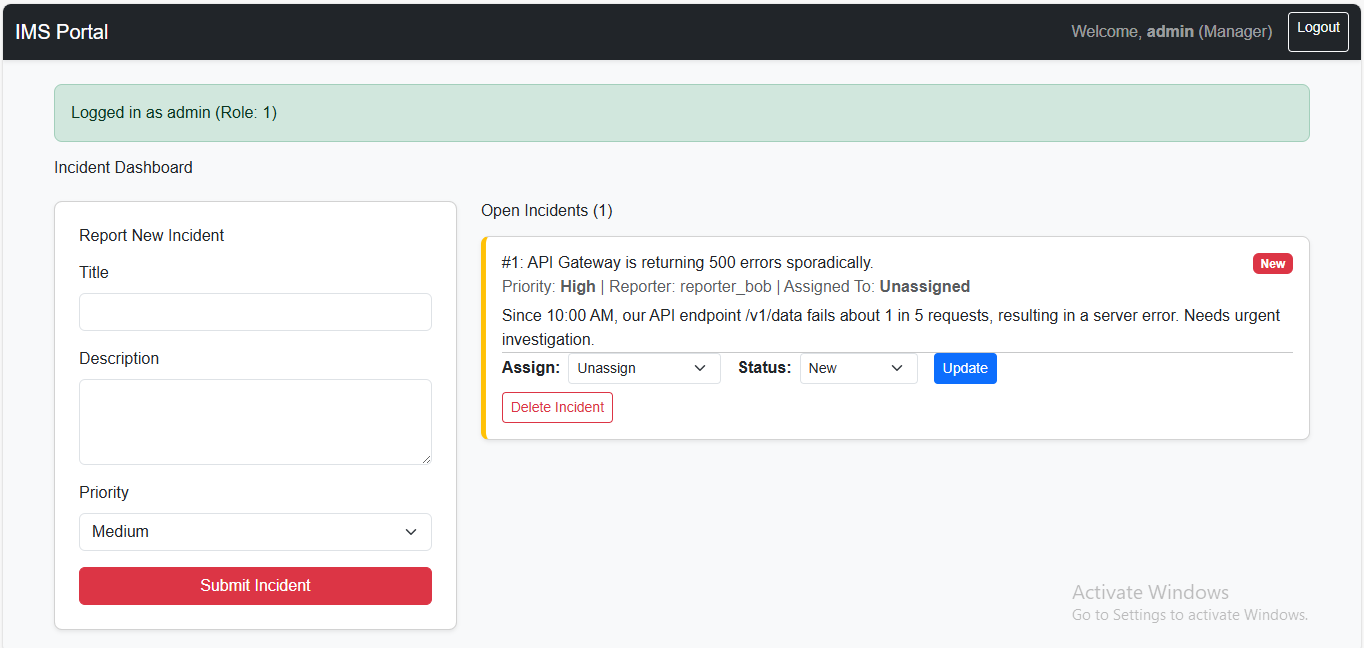 IMS Portal
Welcome, admin (Manager)
Logout
Logged in as admin (Role: 1)
Incident Dashboard
Report New Incident
Title
Description
Priority
Medium
Submit Incident
Open Incidents (1)
#1: API Gateway is returning 500 errors sporadically.
New
Priority: High | Reporter: reporter_bob | Assigned To: Unassigned
Since 10:00 AM, our API endpoint /v1/data fails about 1 in 5 requests, resulting in a server error. Needs urgent
investigation.
Assign: Unassign Status: New Update
Delete Incident
Activate Windows
Go to Settings to activate Windows.